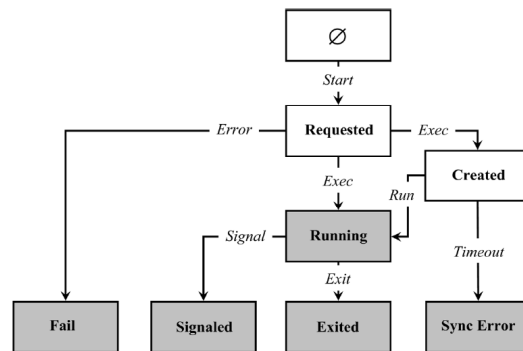 ∅
Start
Requested
Error
Exec
Exec
Created
Run
Running
Signal
Timeout
Exit
Fail
Signaled
Exited
Sync Error